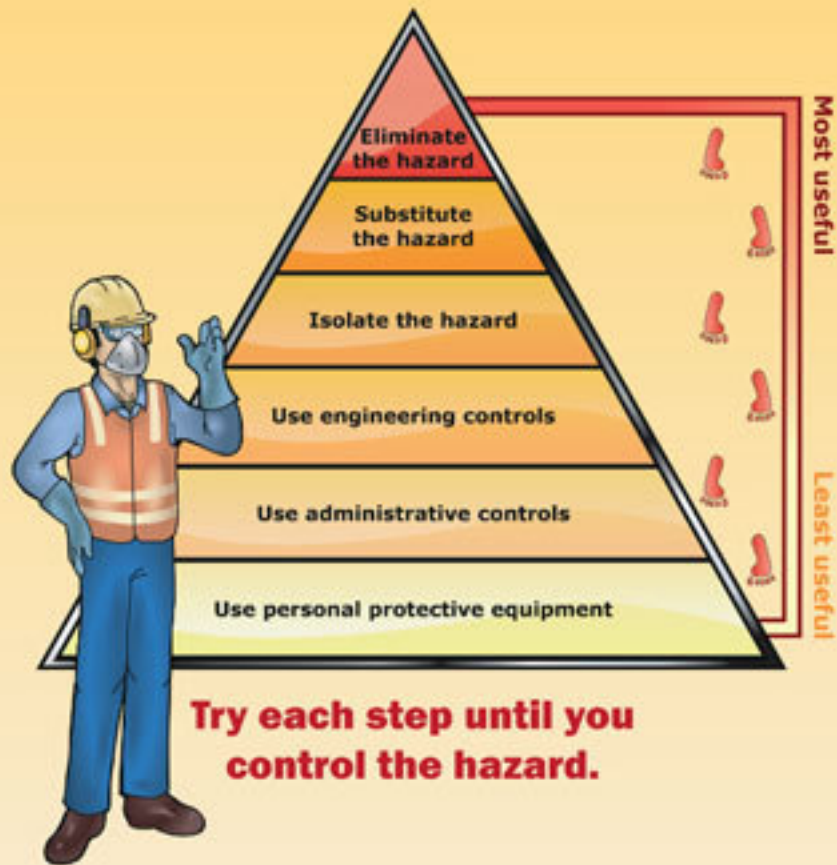 Eliminate
the hazard
Substitute
the hazard
Isolate the hazard
Use engineering controls
Use administrative controls
Use personal protective equipment
Most useful
Least useful
Try each step until you
control the hazard.